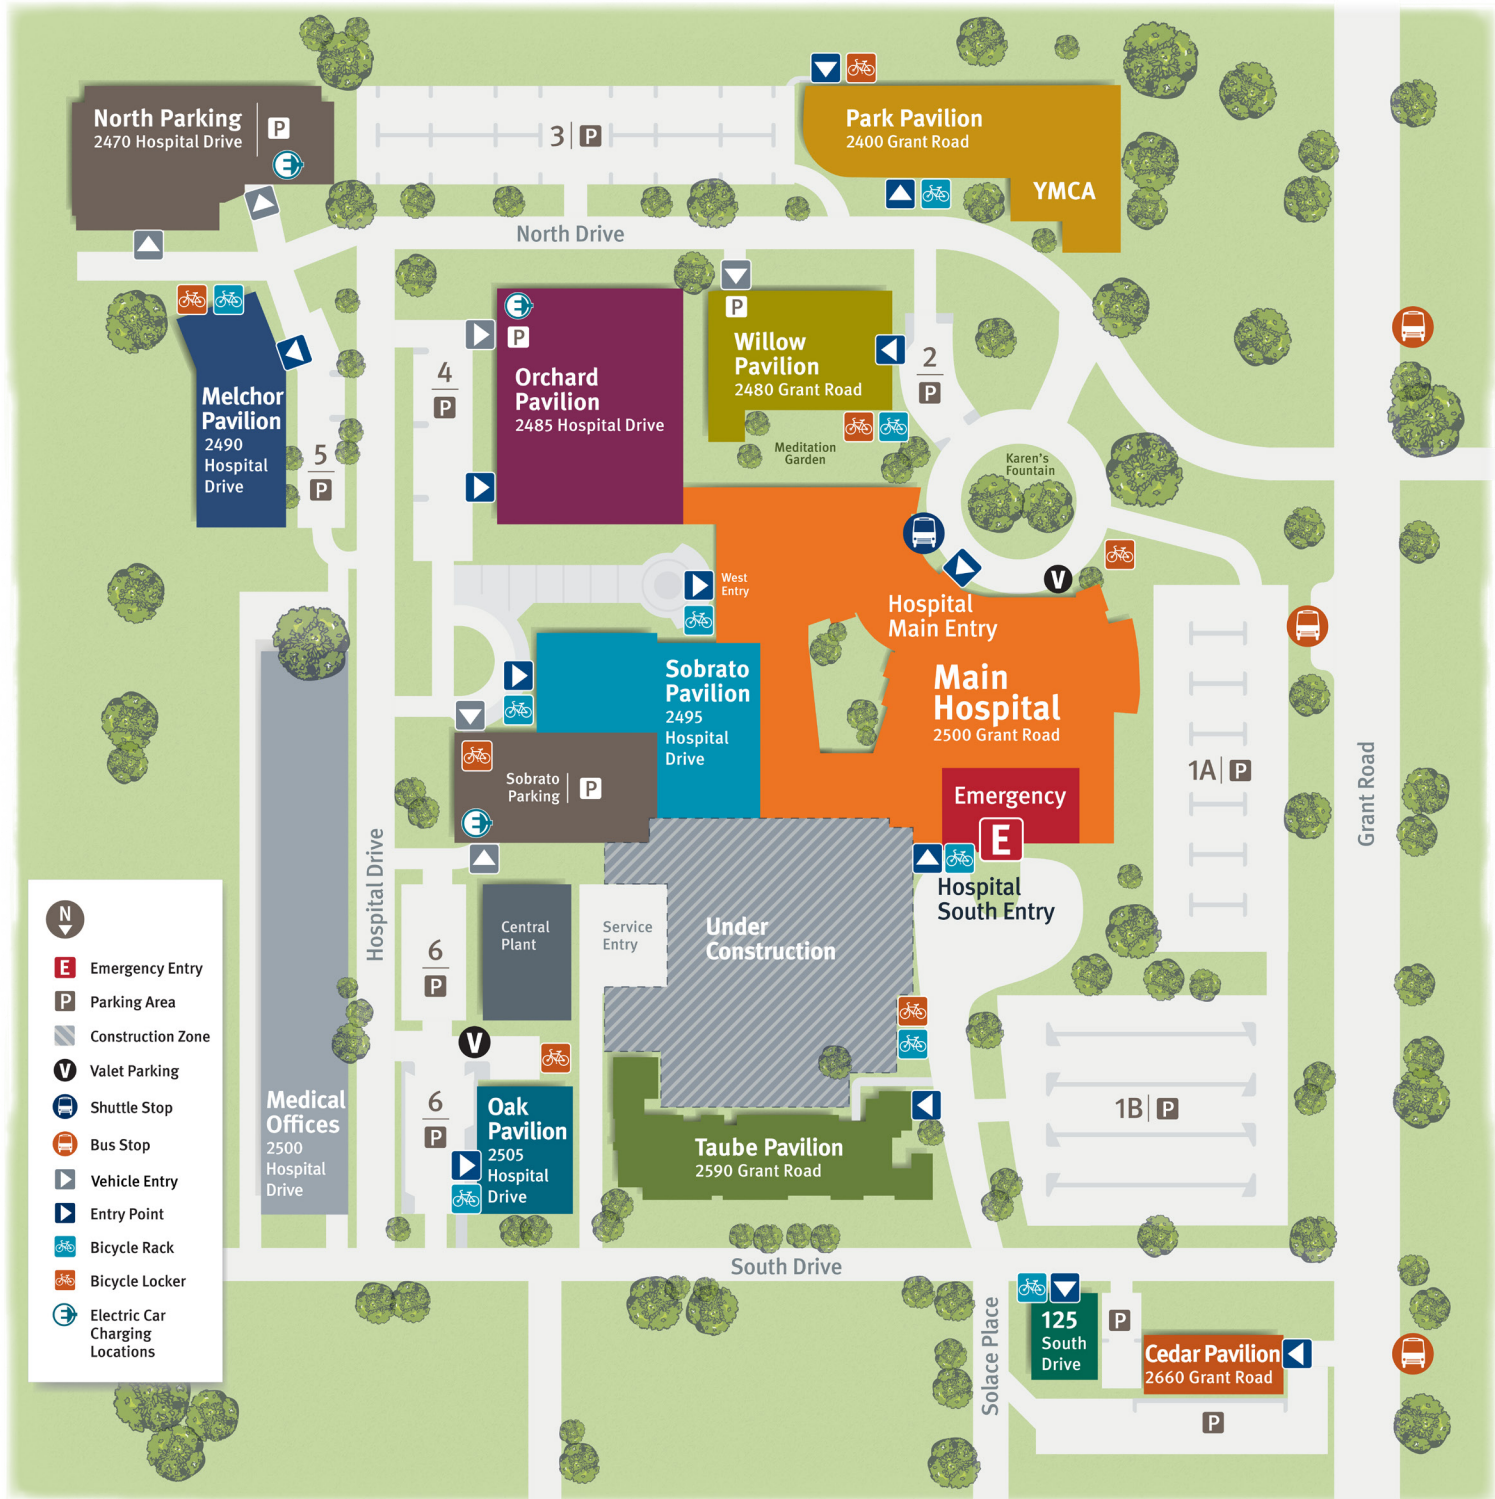 North Parking
2470 Hospital Drive
P
3
P
Park Pavilion
2400 Grant Road
YMCA
North Drive
P
P
Orchard
Pavilion
2485 Hospital Drive
Willow
Pavilion
2480 Grant Road
2
P
4
P
Melchor
Pavilion
2490
Hospital
Drive
5
P
Meditation
Garden
Karen's
Fountain
V
West
Entry
Hospital
Main Entry
Main
Hospital
2500 Grant Road
Sobrato
Pavilion
2495
Hospital
Drive
Sobrato
Parking
P
E
Emergency
E
Hospital
South Entry
1A
P
Grant Road
Hospital Drive
Central
Plant
Service
Entry
Under
Construction
6
P
V
6
P
Medical
Offices
2500
Hospital
Drive
Oak
Pavilion
2505
Hospital
Drive
Taube Pavilion
2590 Grant Road
1B
P
South Drive
Solace Place
125
South
Drive
P
Cedar Pavilion
2660 Grant Road
P
N
E
Emergency Entry
P
Parking Area
Construction Zone
V
Valet Parking
Shuttle Stop
Bus Stop
Vehicle Entry
Entry Point
Bicycle Rack
Bicycle Locker
E
Electric Car
Charging
Locations